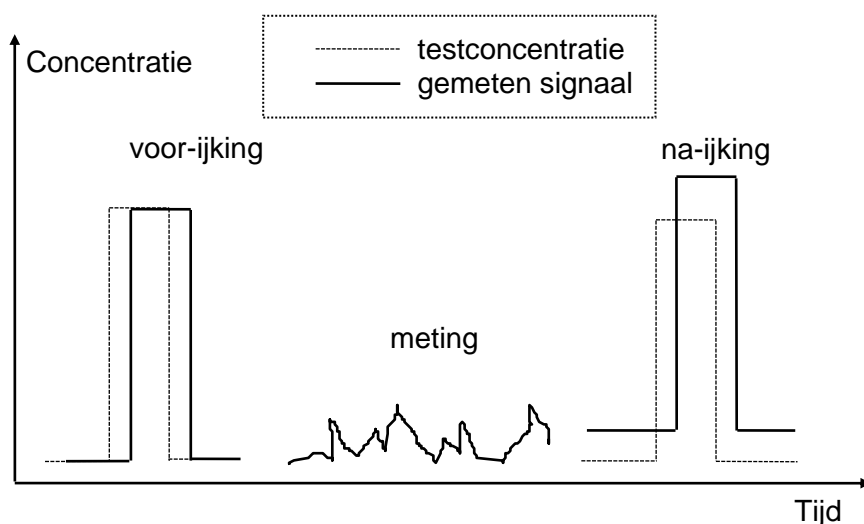 testconcentratie
gemeten signaal
Concentratie
voor-ijking
na-ijking
meting
Tijd